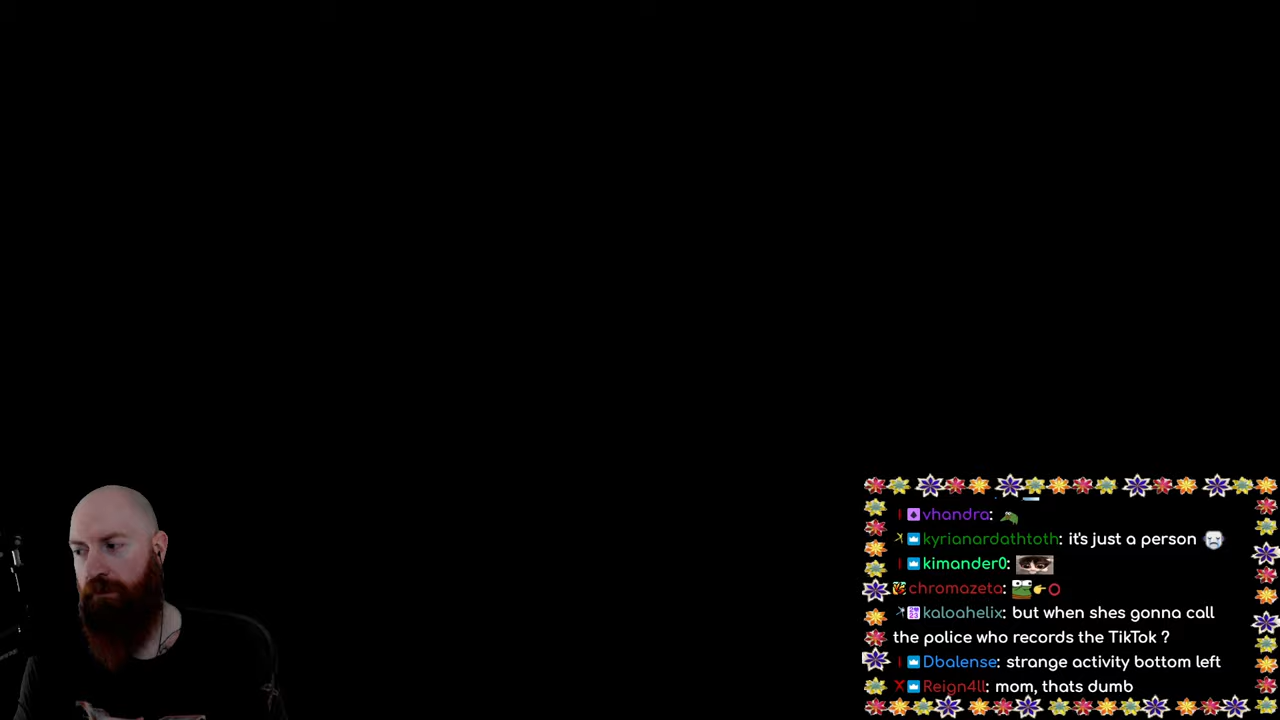 vhandra:
kyrianardathtoth: it's just a person
kimander0:
chromazeta:
kaloahelix: but when shes gonna call
the police who records the TikTok ?
Dbalense: strange activity bottom left
Reign4ll: mom, thats dumb